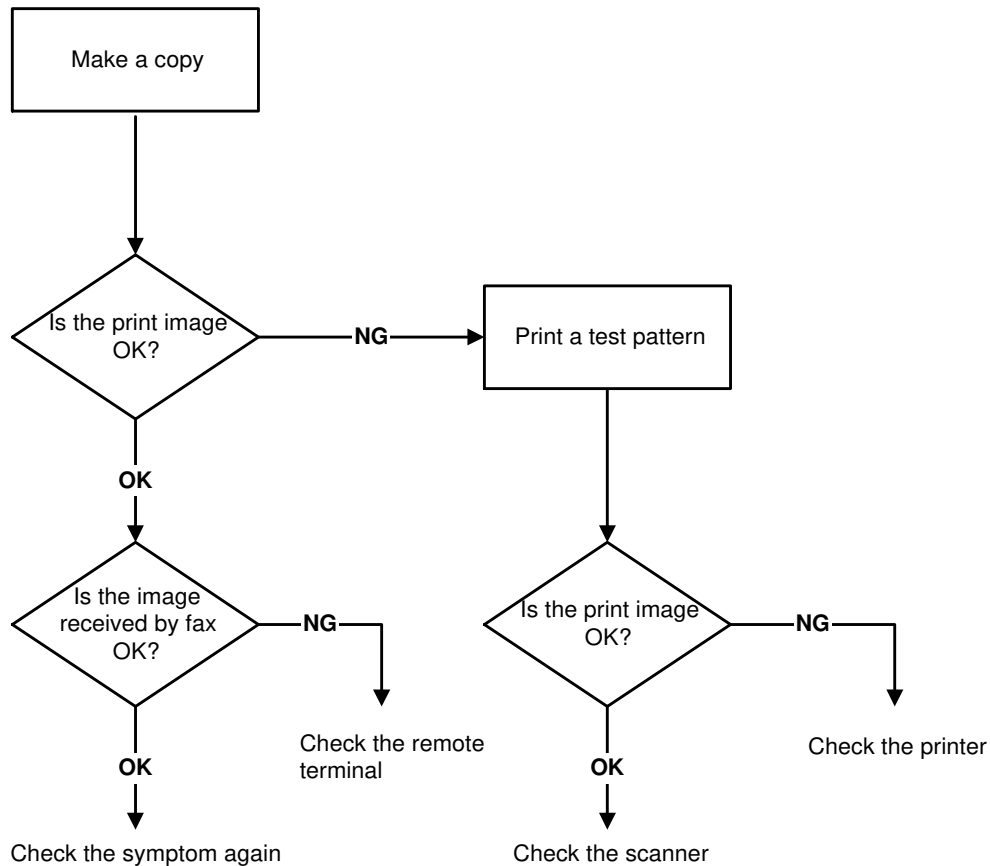 Make a copy
Is the print image
OK?
NG
Print a test pattern
OK
Is the image
received by fax
OK?
NG
Is the print image
OK?
NG
Check the remote
terminal
Check the printer
OK
OK
Check the symptom again
Check the scanner